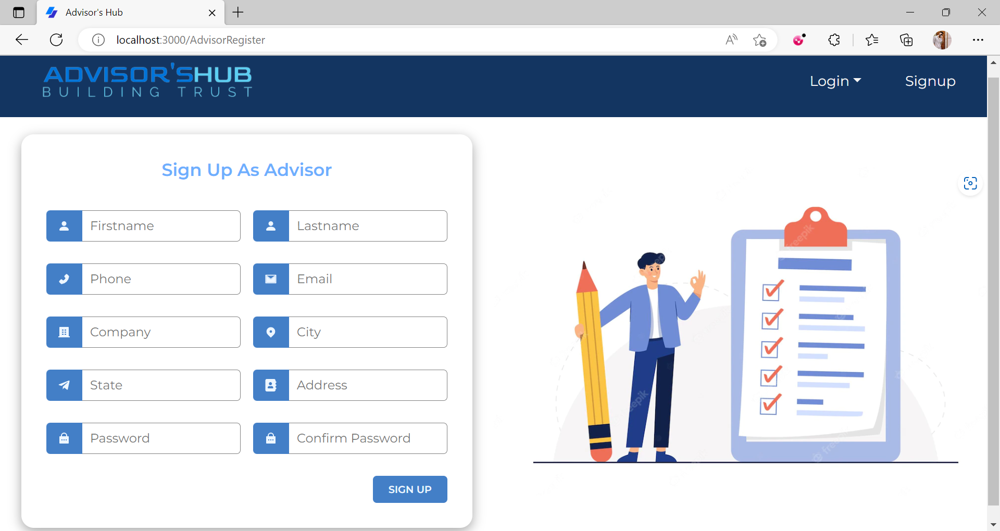 Advisor's Hub
localhost:3000/AdvisorRegister
ADVISOR'SHUB
BUILDING TRUST
Login
Signup
Sign Up As Advisor
Firstname
Lastname
Phone
Email
Company
City
State
Address
Password
Confirm Password
SIGN UP
freepik